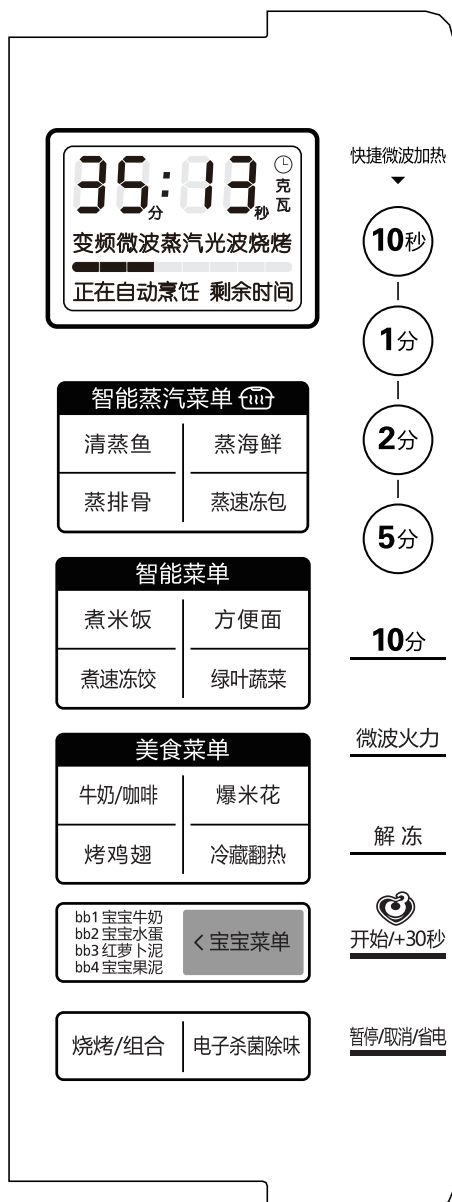 35:13
分 秒
克
瓦
变频微波蒸汽光波烧烤
正在自动烹饪 剩余时间
智能蒸汽菜单
清蒸鱼 蒸海鲜
蒸排骨 蒸速冻包
智能菜单
煮米饭 方便面
煮速冻饺 绿叶蔬菜
美食菜单
牛奶/咖啡 爆米花
烤鸡翅 冷藏翻热
bb1 宝宝牛奶
bb2 宝宝水蛋
bb3 红萝卜泥
bb4 宝宝果泥
<宝宝菜单
烧烤/组合 电子杀菌除味
快捷微波加热
10秒
1分
2分
5分
10分
微波火力
解 冻
开始/+30秒
暂停/取消/省电